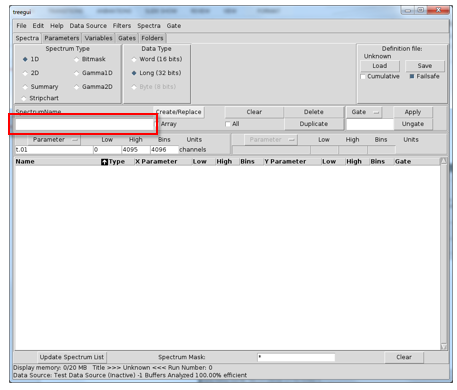 treegui
File Edit Help Data Source Filters Spectra Gate
Spectra Parameters Variables Gates Folders
Spectrum Type Data Type Definition file:
Unknown
1D Bitmask Word (16 bits) Load Save
2D Gamma1D Long (32 bits) Cumulative Failsafe
Summary Gamma2D Byte (8 bits)
Stripchart
SpectrumName Create/Replace Clear Delete Gate Apply
Array All Duplicate Ungate
Parameter Low High Bins Units Parameter Low High Bins Units
t.01 0 4095 4096 channels
Name Type X Parameter Low High Bins Y Parameter Low High Bins Gate
Update Spectrum List Spectrum Mask: * Clear
Display memory: 0/20 MB Title >>> Unknown <<< Run Number: 0
Data Source: Test Data Source (Inactive) -1 Buffers Analyzed 100.00% efficient